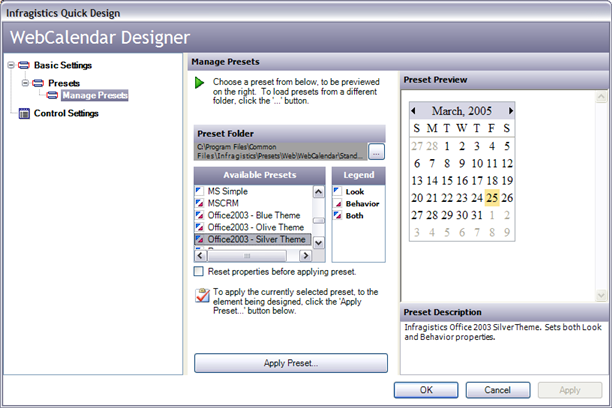 Infragistics Quick Design
WebCalendar Designer
Basic Settings
Presets
Manage Presets
Control Settings
Manage Presets
Choose a preset from below, to be previewed
on the right. To load presets from a different
folder, click the '...' button.
Preset Folder
C:\Program Files\Common
Files\Infragistics\Presets\Web\WebCalendar\Stand...
...
Available Presets
MS Simple
MSCRM
Office2003 - Blue Theme
Office2003 - Olive Theme
Office2003 - Silver Theme
Legend
Look
Behavior
Both
Reset properties before applying preset.
To apply the currently selected preset, to the
element being designed, click the 'Apply
Preset...' button below.
Apply Preset...
Preset Preview
March, 2005
S M T W T F S
27 28 1 2 3 4 5
6 7 8 9 10 11 12
13 14 15 16 17 18 19
20 21 22 23 24 25 26
27 28 29 30 31 1 2
3 4 5 6 7 8 9
Preset Description
Infragistics Office 2003 Silver Theme. Sets both Look
and Behavior properties.
OK
Cancel
Apply